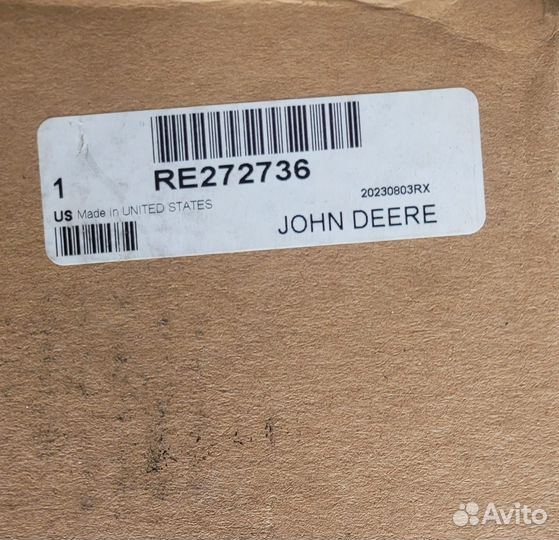 1 RE272736
20230803RX
US Made in UNITED STATES
JOHN DEERE
Avito